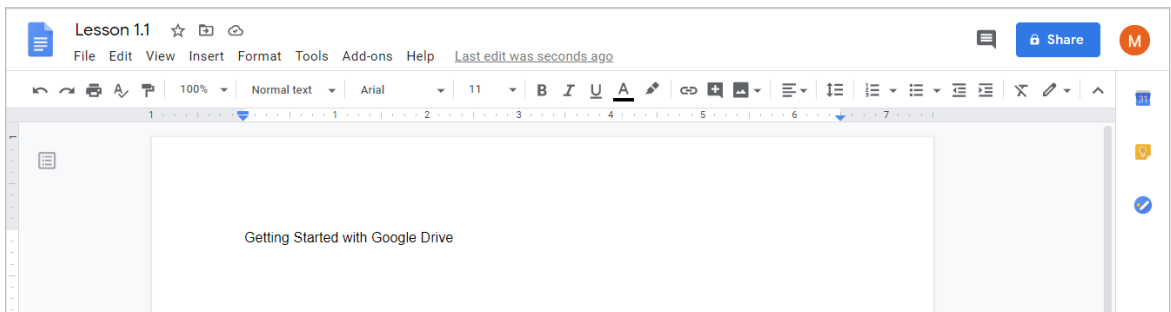 Lesson 1.1
File Edit View Insert Format Tools Add-ons Help Last edit was seconds ago
Share
M
100% Normal text Arial 11 B I U A
31
1 1 2 3 4 5 6 7
Getting Started with Google Drive